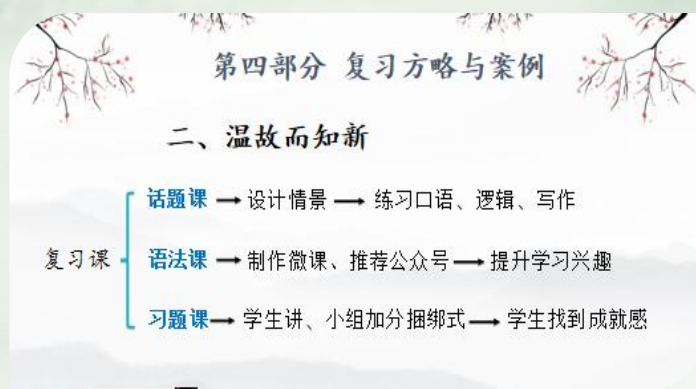 第四部分 复习方略与案例
二、温故而知新
话题课 → 设计情景 → 练习口语、逻辑、写作
复习课
语法课 → 制作微课、推荐公众号 → 提升学习兴趣
习题课 → 学生讲、小组加分捆绑式 → 学生找到成就感